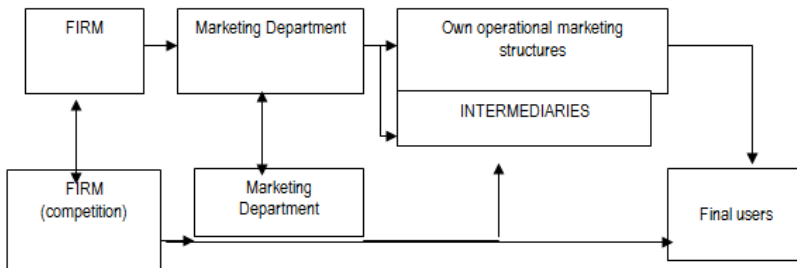 FIRM
Marketing Department
Own operational marketing
structures
INTERMEDIARIES
FIRM
(competition)
Marketing
Department
Final users